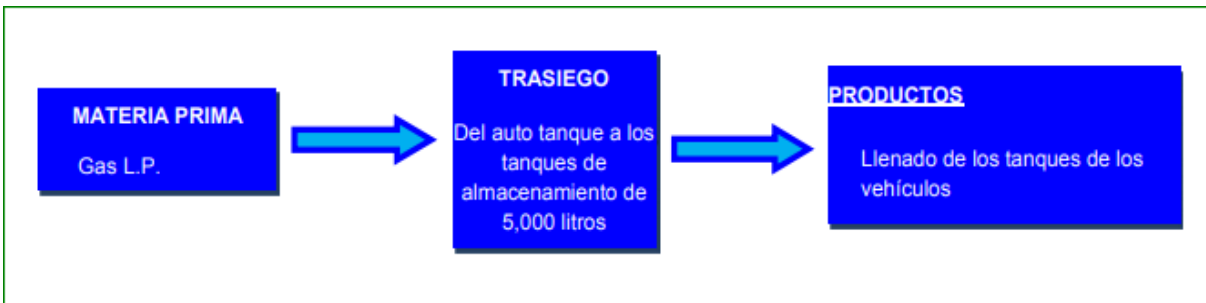 MATERIA PRIMA
Gas L.P.
TRASIEGO
Del auto tanque a los
tanques de
almacenamiento de
5,000 litros
PRODUCTOS
Llenado de los tanques de los
vehículos